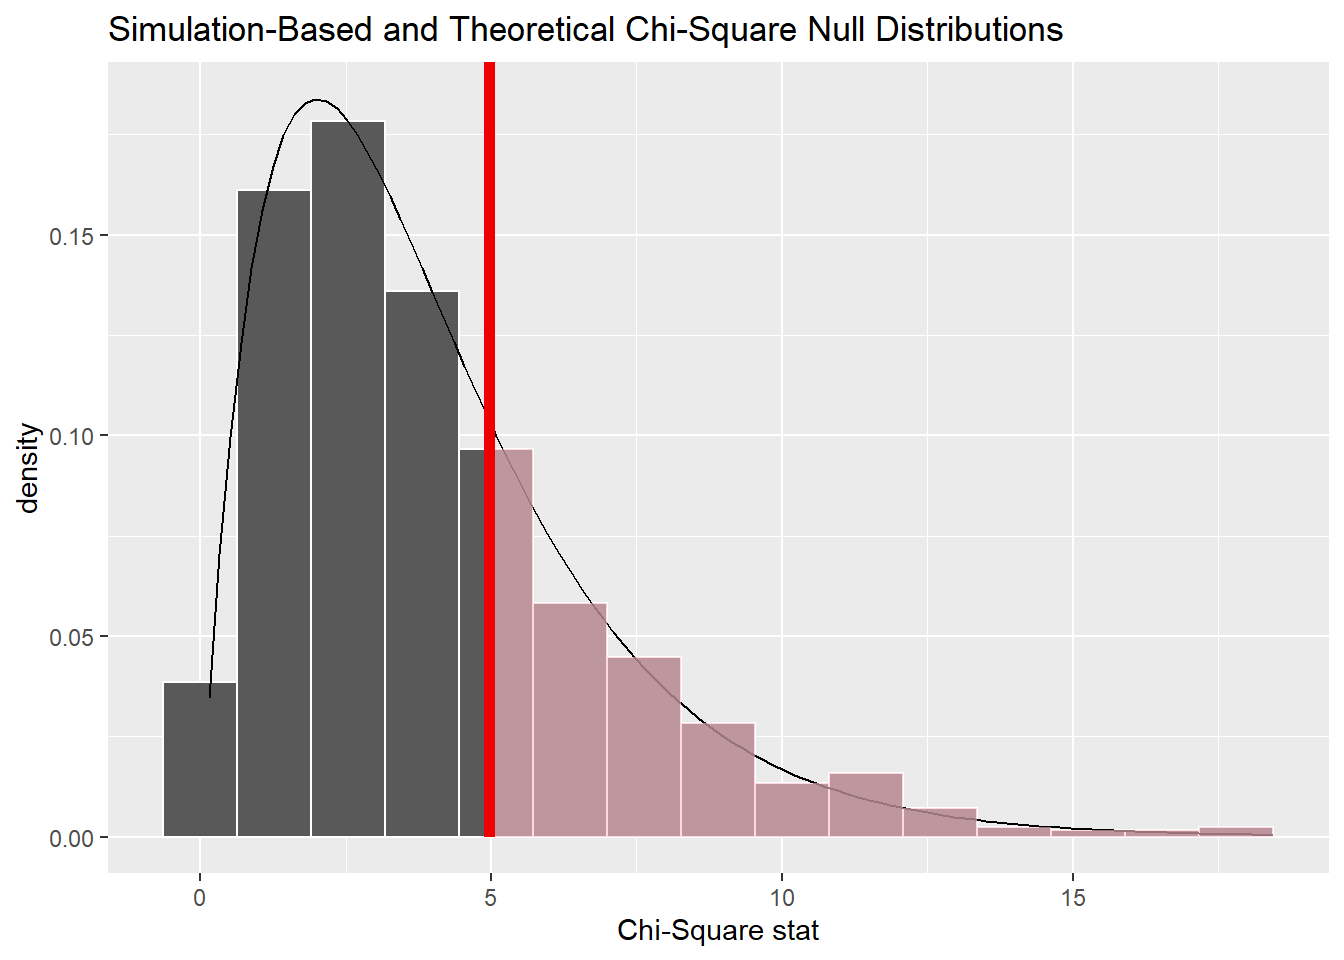 Simulation-Based and Theoretical Chi-Square Null Distributions
density
0.15
0.10
0.05
0.00
0 5 10 15
Chi-Square stat